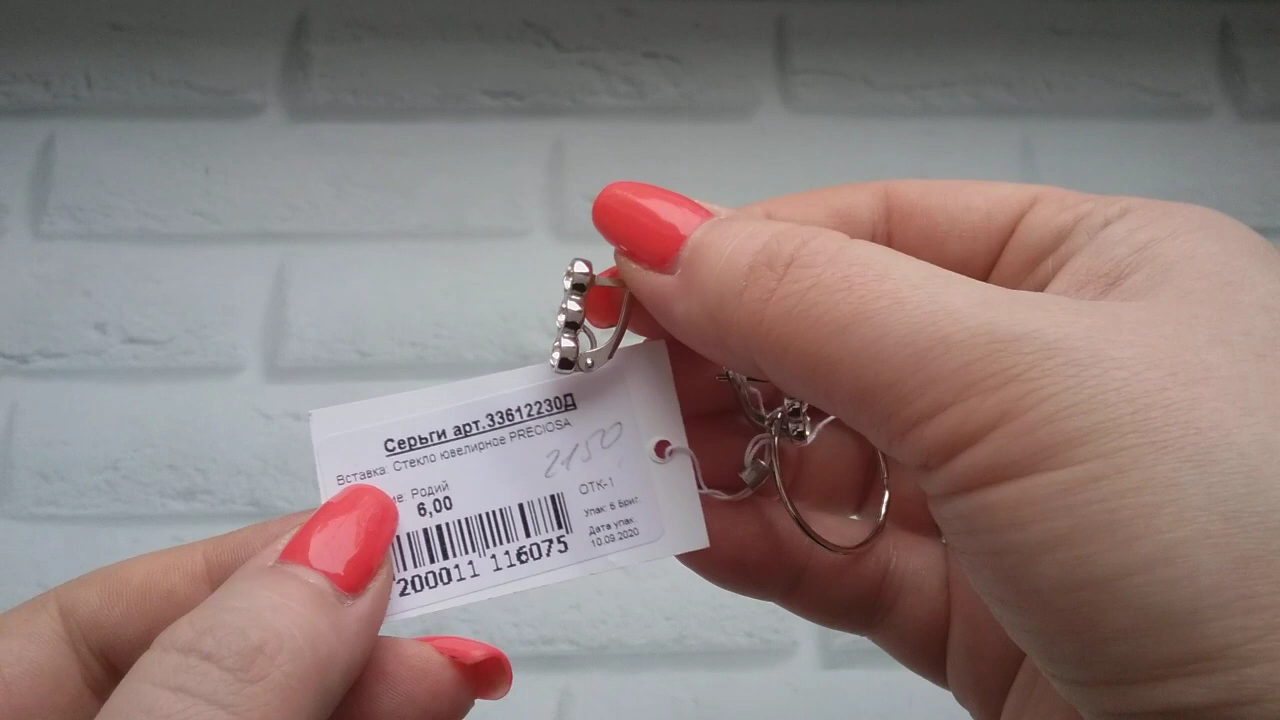 Серьги арт.33612230Д
Вставка: Стекло ювелирное PRECIOSA
2150
ие: Родий
6,00
ОТК-1
Упак: 6 Бриг.
Дата упак:
10.09.2020
200011 116075